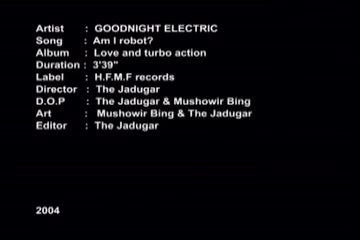 Artist : GOODNIGHT ELECTRIC
Song : Am I robot?
Album : Love and turbo action
Duration : 3'39"
Label : H.F.M.F records
Director : The Jadugar
D.O.P : The Jadugar & Mushowir Bing
Art : Mushowir Bing & The Jadugar
Editor : The Jadugar
2004